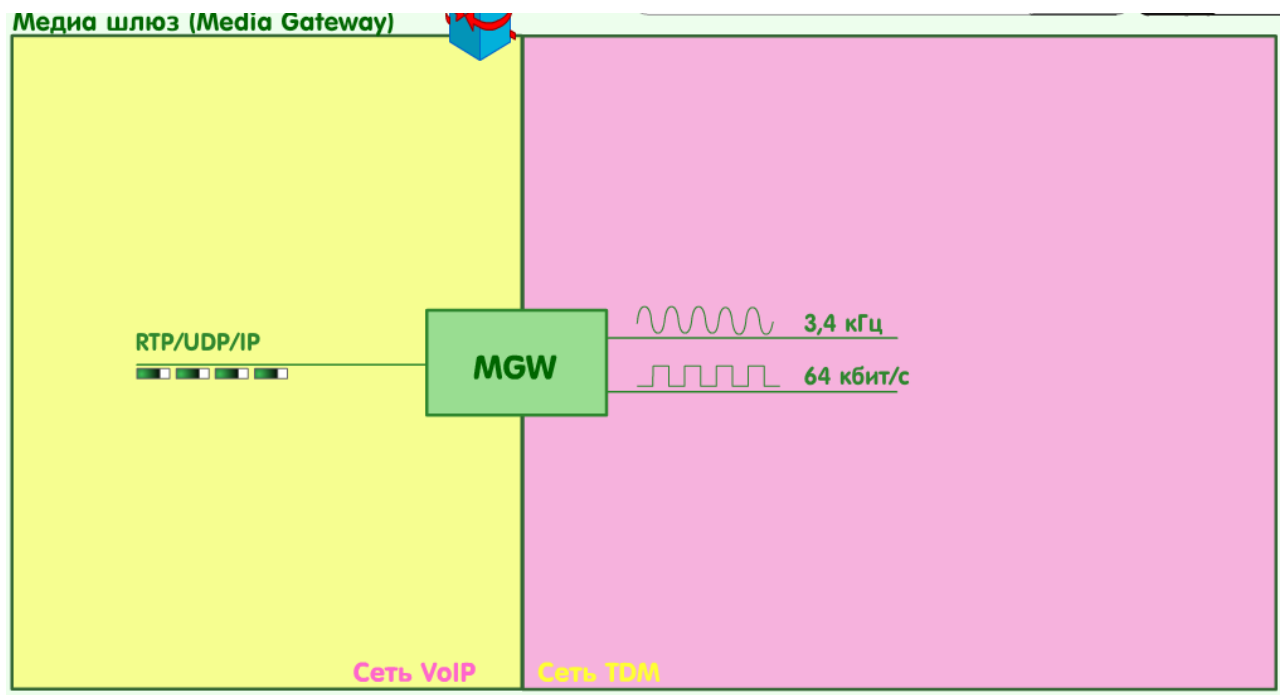 Медиа шлюз (Media Gateway)
RTP/UDP/IP
MGW
3,4 кГц
64 кбит/с
Сеть VoIP
Сеть TDM